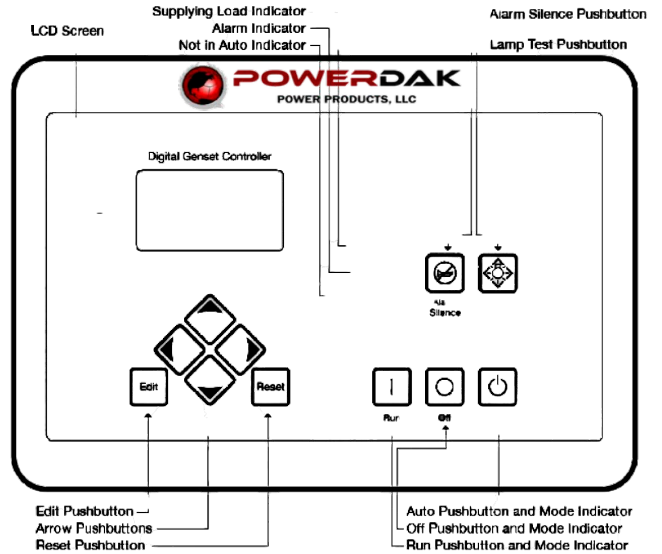 Supplying Load Indicator
Alarm Indicator
Not in Auto Indicator
LCD Screen
Alarm Silence Pushbutton
Lamp Test Pushbutton
POWERDAK
POWER PRODUCTS, LLC
Digital Genset Controller
Silence
Edit
Reset
Run
Off
Edit Pushbutton
Arrow Pushbuttons
Reset Pushbutton
Auto Pushbutton and Mode Indicator
Off Pushbutton and Mode Indicator
Run Pushbutton and Mode Indicator